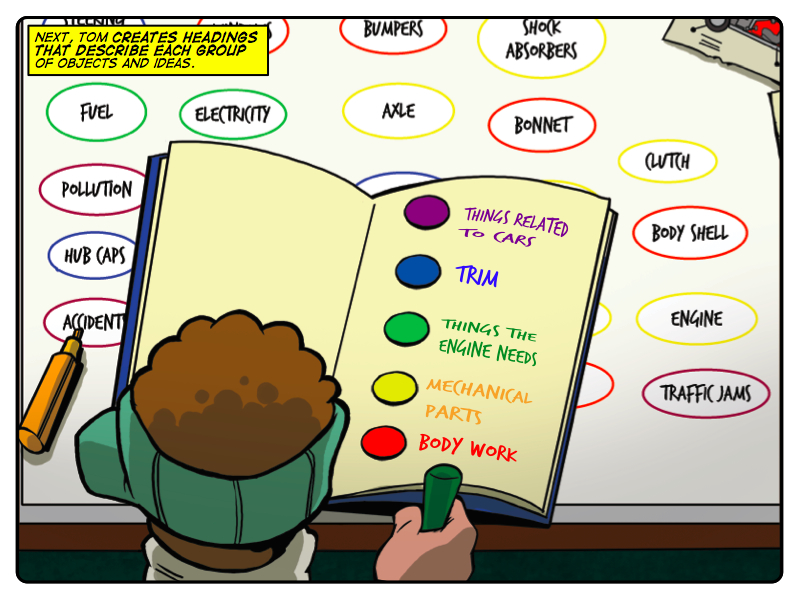 NEXT, TOM CREATES HEADINGS
THAT DESCRIBE EACH GROUP
OF OBJECTS AND IDEAS.
BUMPERS
SHOCK
ABSORBERS
FUEL
ELECTRICITY
AXLE
BONNET
CLUTCH
POLLUTION
HUB CAPS
ACCIDENT
BODY SHELL
ENGINE
TRAFFIC JAMS
THINGS RELATED
TO CARS
TRIM
THINGS THE
ENGINE NEEDS
MECHANICAL
PARTS
BODY WORK